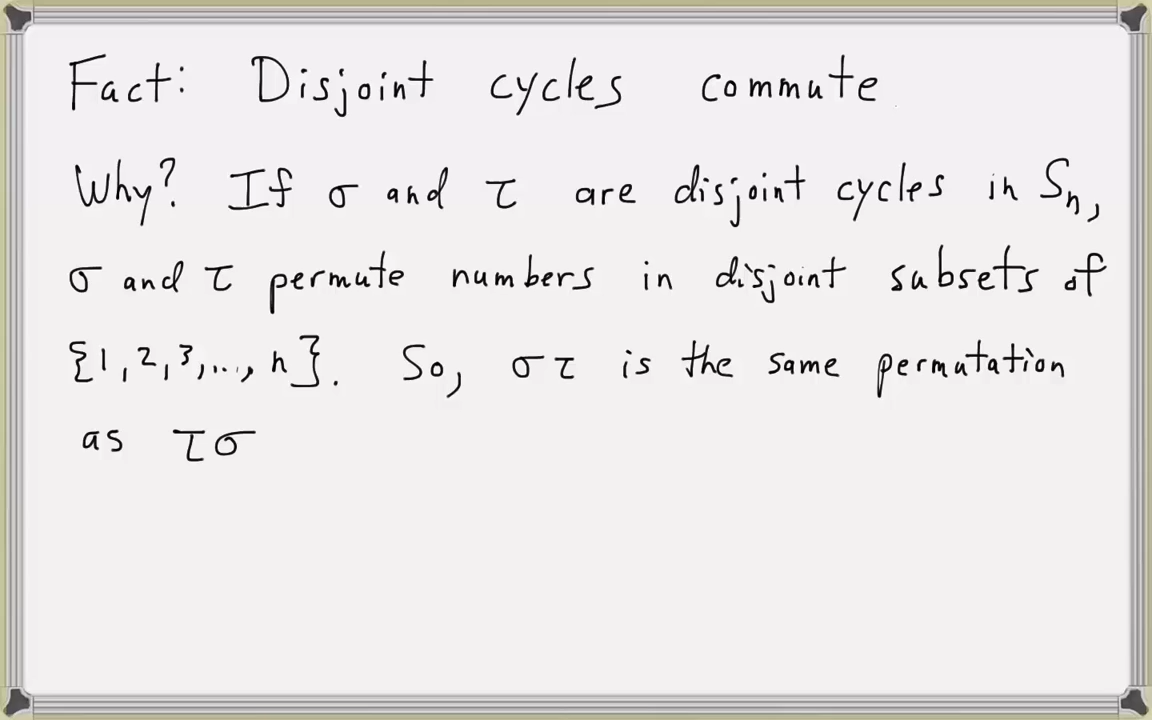 Fact: Disjoint cycles commute
Why? If σ and τ are disjoint cycles in Sₙ,
σ and τ permute numbers in disjoint subsets of
{1,2,3,..., n}. So, στ is the same permutation
as τσ